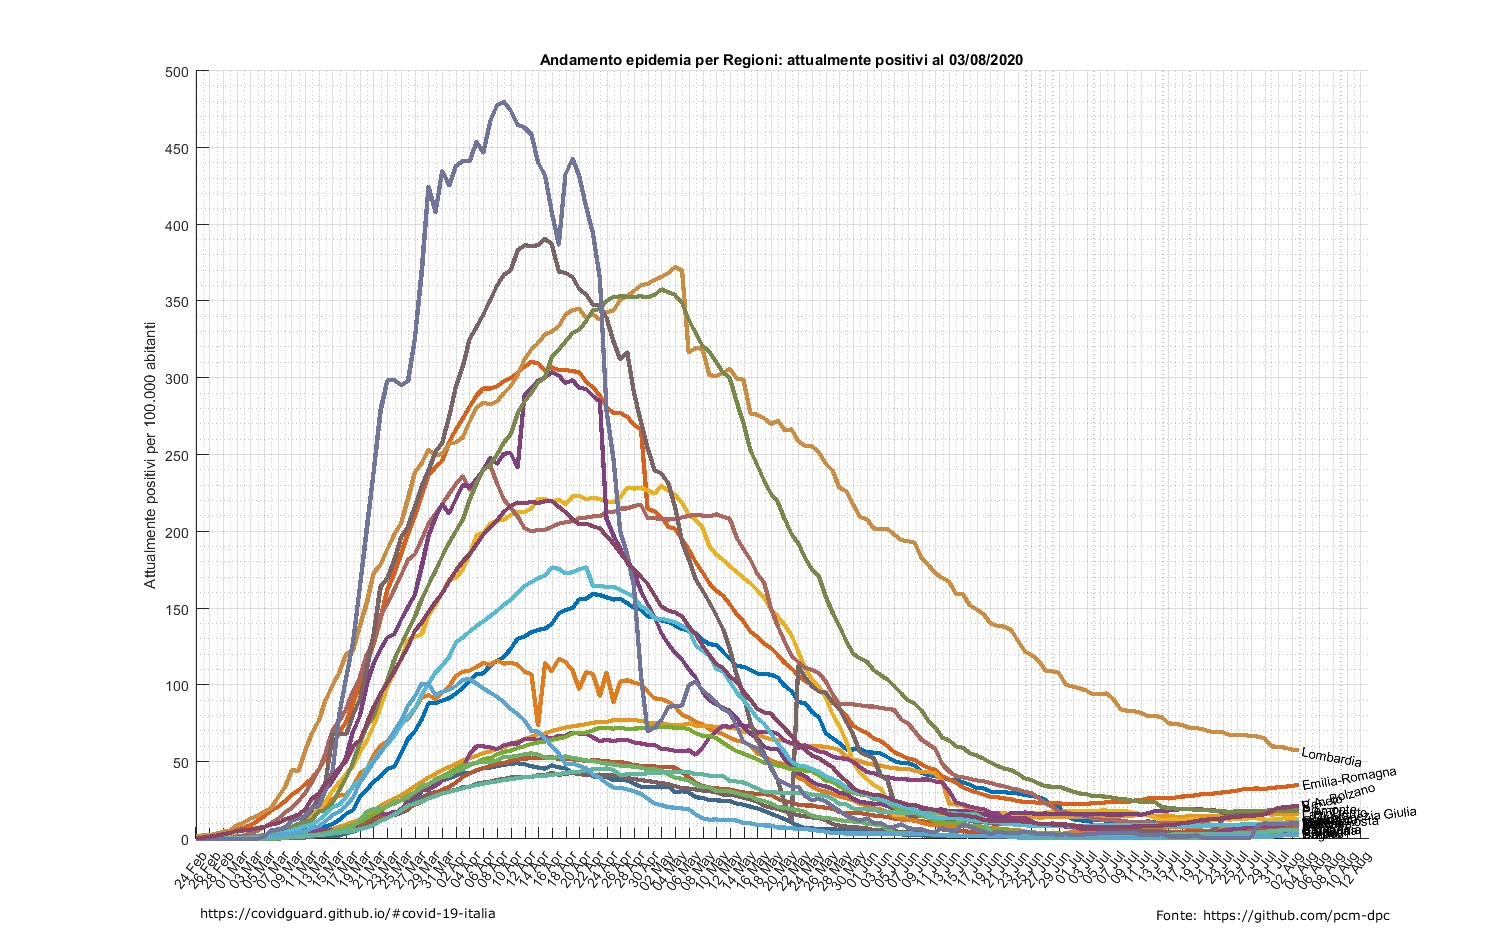 Andamento epidemia per Regioni: attualmente positivi al 03/08/2020
Attualmente positivi per 100.000 abitanti
500
450
400
350
300
250
200
150
100
50
0
24 Feb
26 Feb
28 Feb
01 Mar
03 Mar
05 Mar
07 Mar
09 Mar
11 Mar
13 Mar
15 Mar
17 Mar
19 Mar
21 Mar
23 Mar
25 Mar
27 Mar
29 Mar
31 Mar
02 Apr
04 Apr
06 Apr
08 Apr
10 Apr
12 Apr
14 Apr
16 Apr
18 Apr
20 Apr
22 Apr
24 Apr
26 Apr
28 Apr
30 Apr
02 May
04 May
06 May
08 May
10 May
12 May
14 May
16 May
18 May
20 May
22 May
24 May
26 May
28 May
30 May
01 Jun
03 Jun
05 Jun
07 Jun
09 Jun
11 Jun
13 Jun
15 Jun
17 Jun
19 Jun
21 Jun
23 Jun
25 Jun
27 Jun
29 Jun
01 Jul
03 Jul
05 Jul
07 Jul
09 Jul
11 Jul
13 Jul
15 Jul
17 Jul
19 Jul
21 Jul
23 Jul
25 Jul
27 Jul
29 Jul
31 Jul
02 Aug
04 Aug
06 Aug
08 Aug
10 Aug
12 Aug
Lombardia
Emilia-Romagna
Bolzano
Giulia
https://covidguard.github.io/#covid-19-italia
Fonte: https://github.com/pcm-dpc